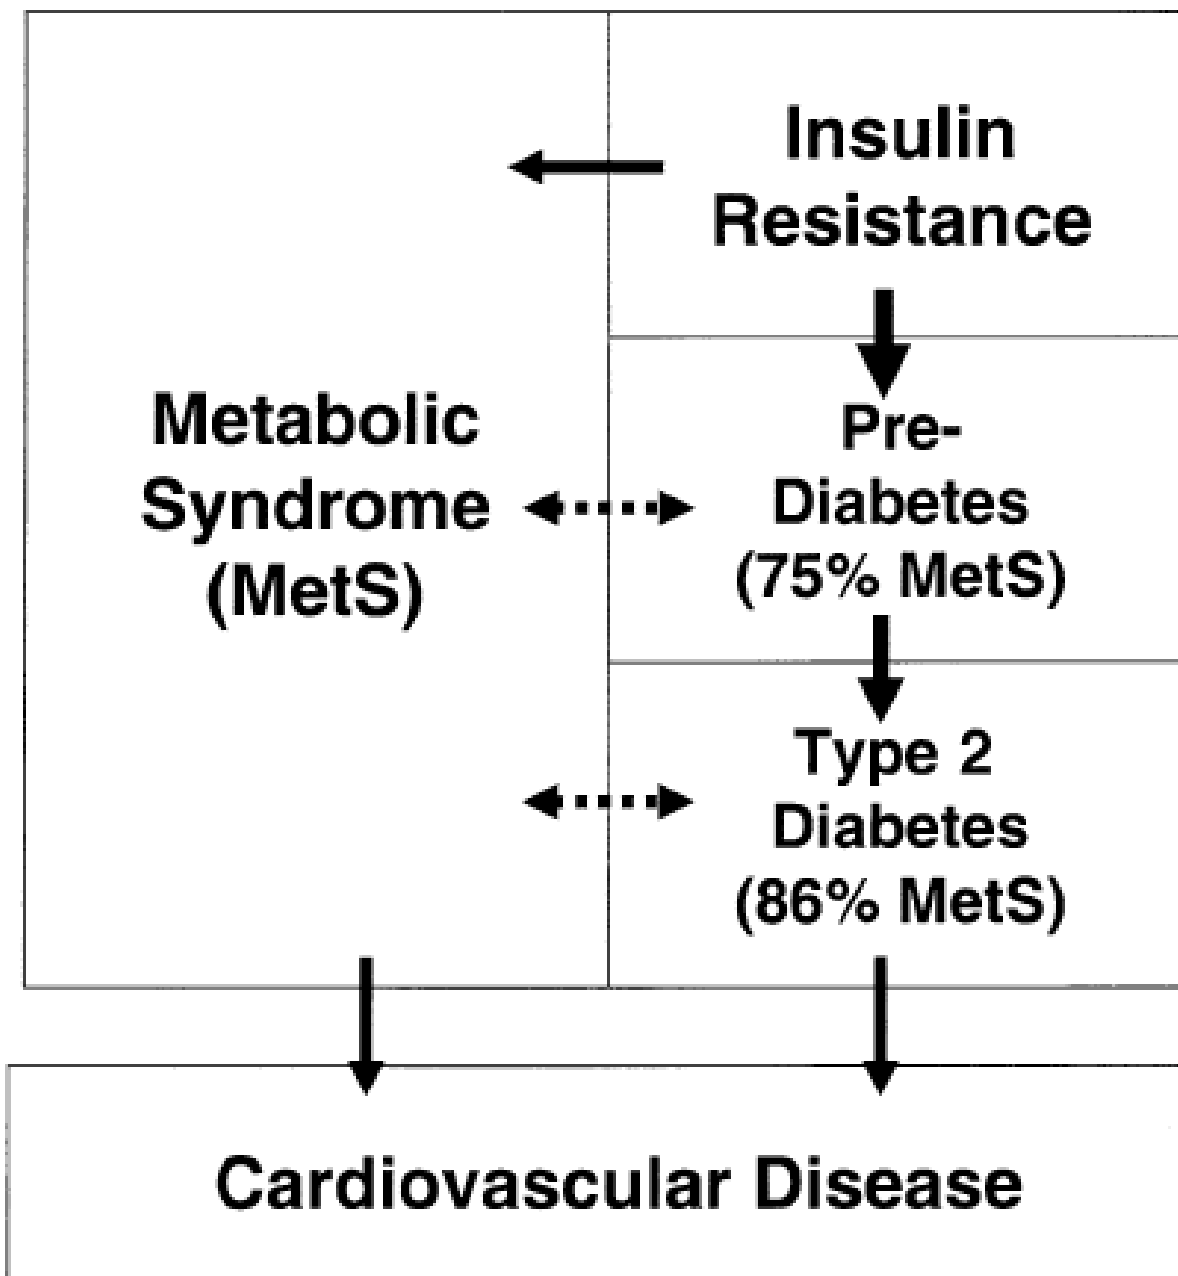 Insulin
Resistance
Metabolic
Syndrome
(MetS)
Pre-
Diabetes
(75% MetS)
Type 2
Diabetes
(86% MetS)
Cardiovascular Disease